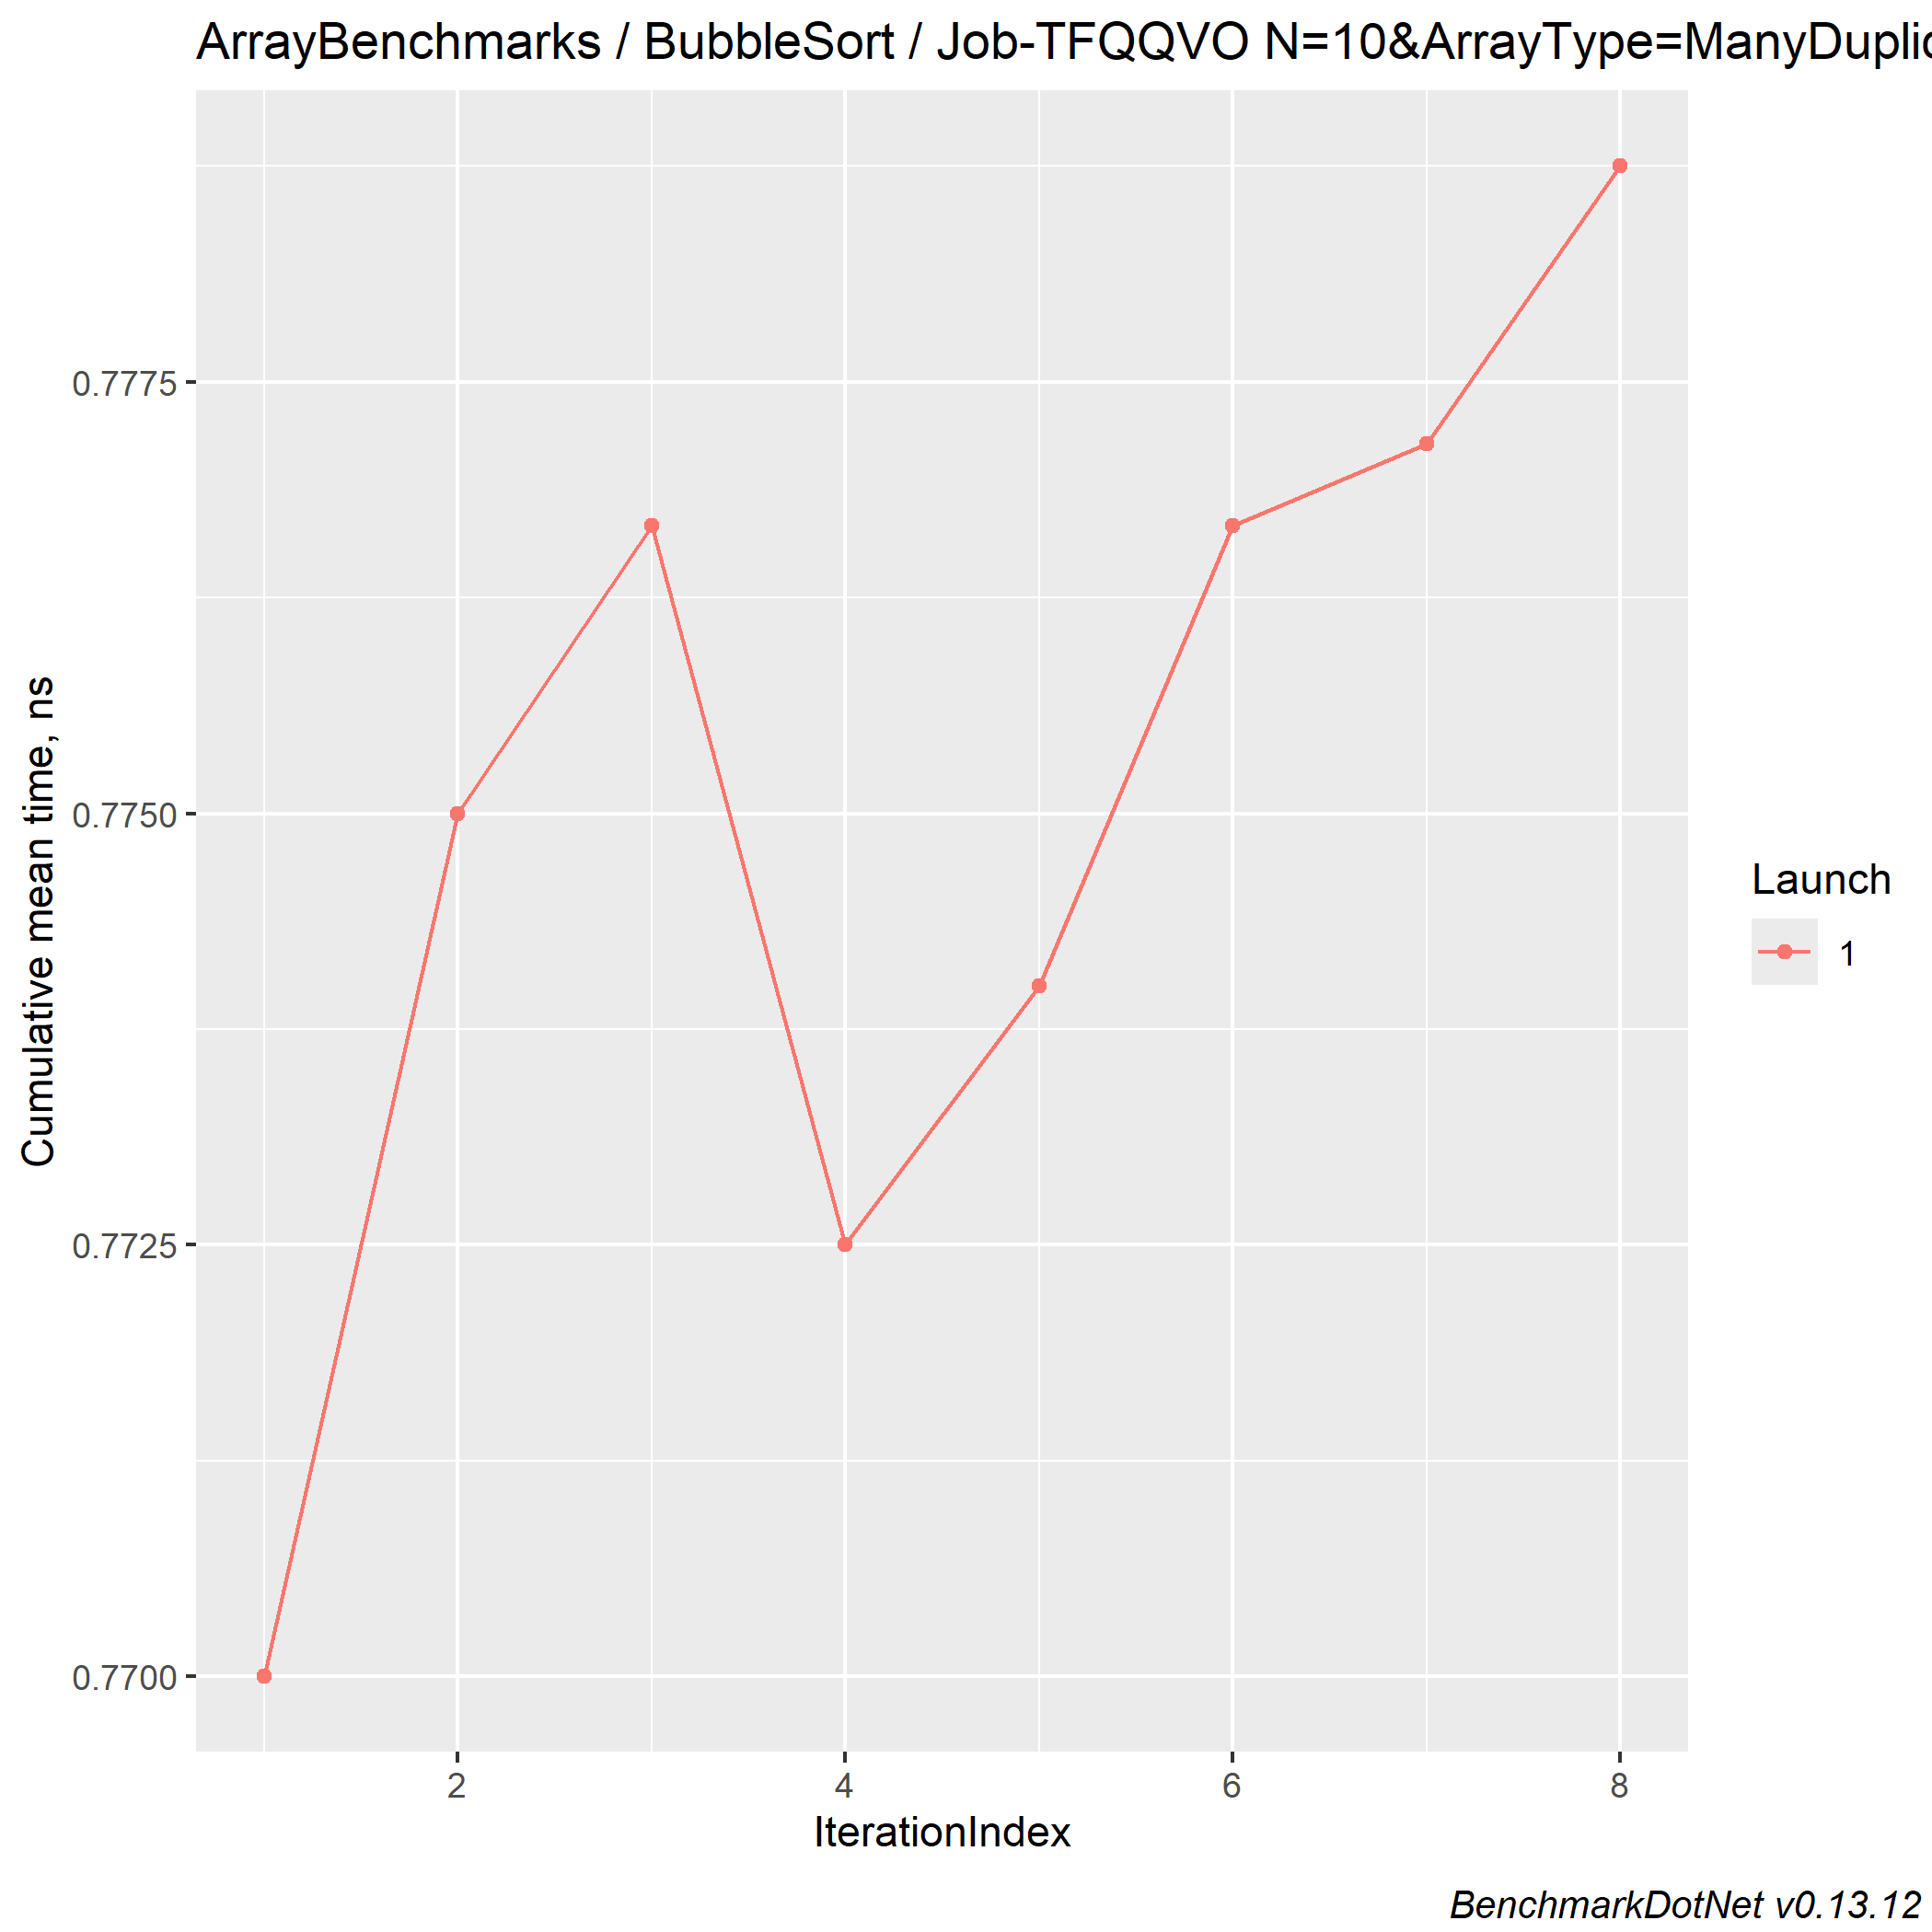 ArrayBenchmarks / BubbleSort / Job-TFQQVO N=10&ArrayType=ManyDuplic
Cumulative mean time, ns
0.7775
0.7750
0.7725
0.7700
2 4 6 8
IterationIndex
Launch
1
BenchmarkDotNet v0.13.12